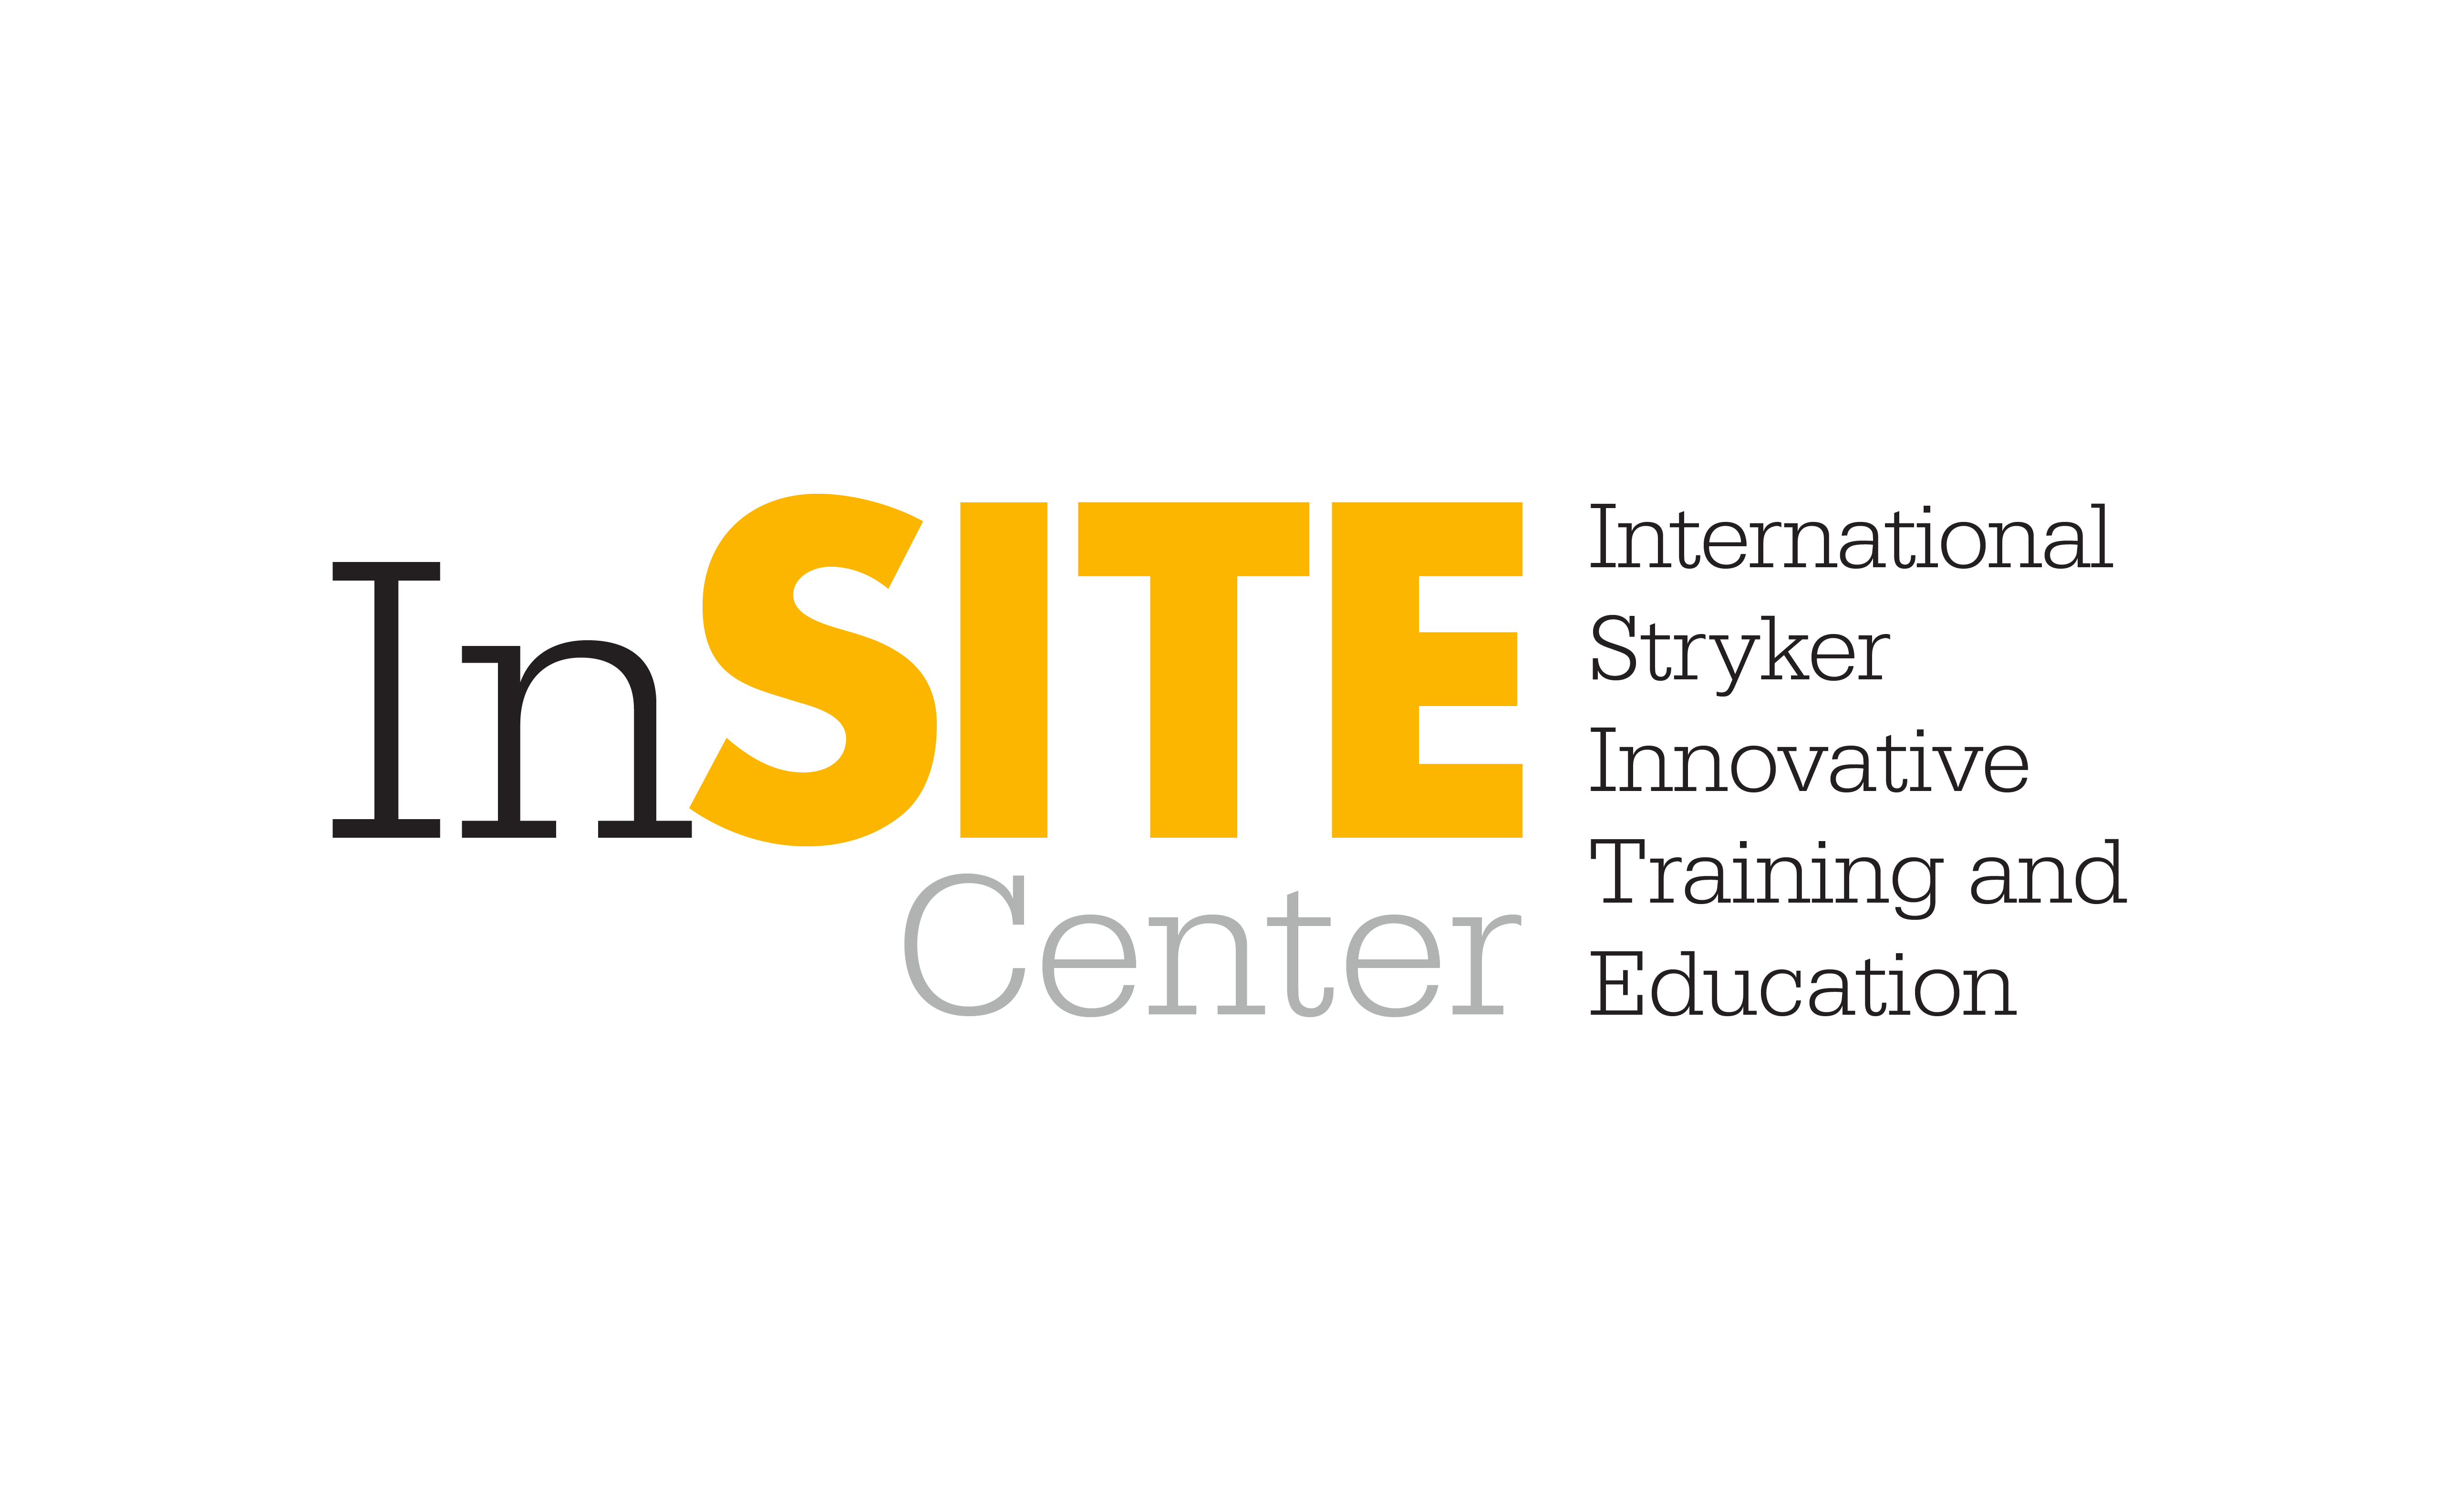 InSITE
Center
International
Stryker
Innovative
Training and
Education